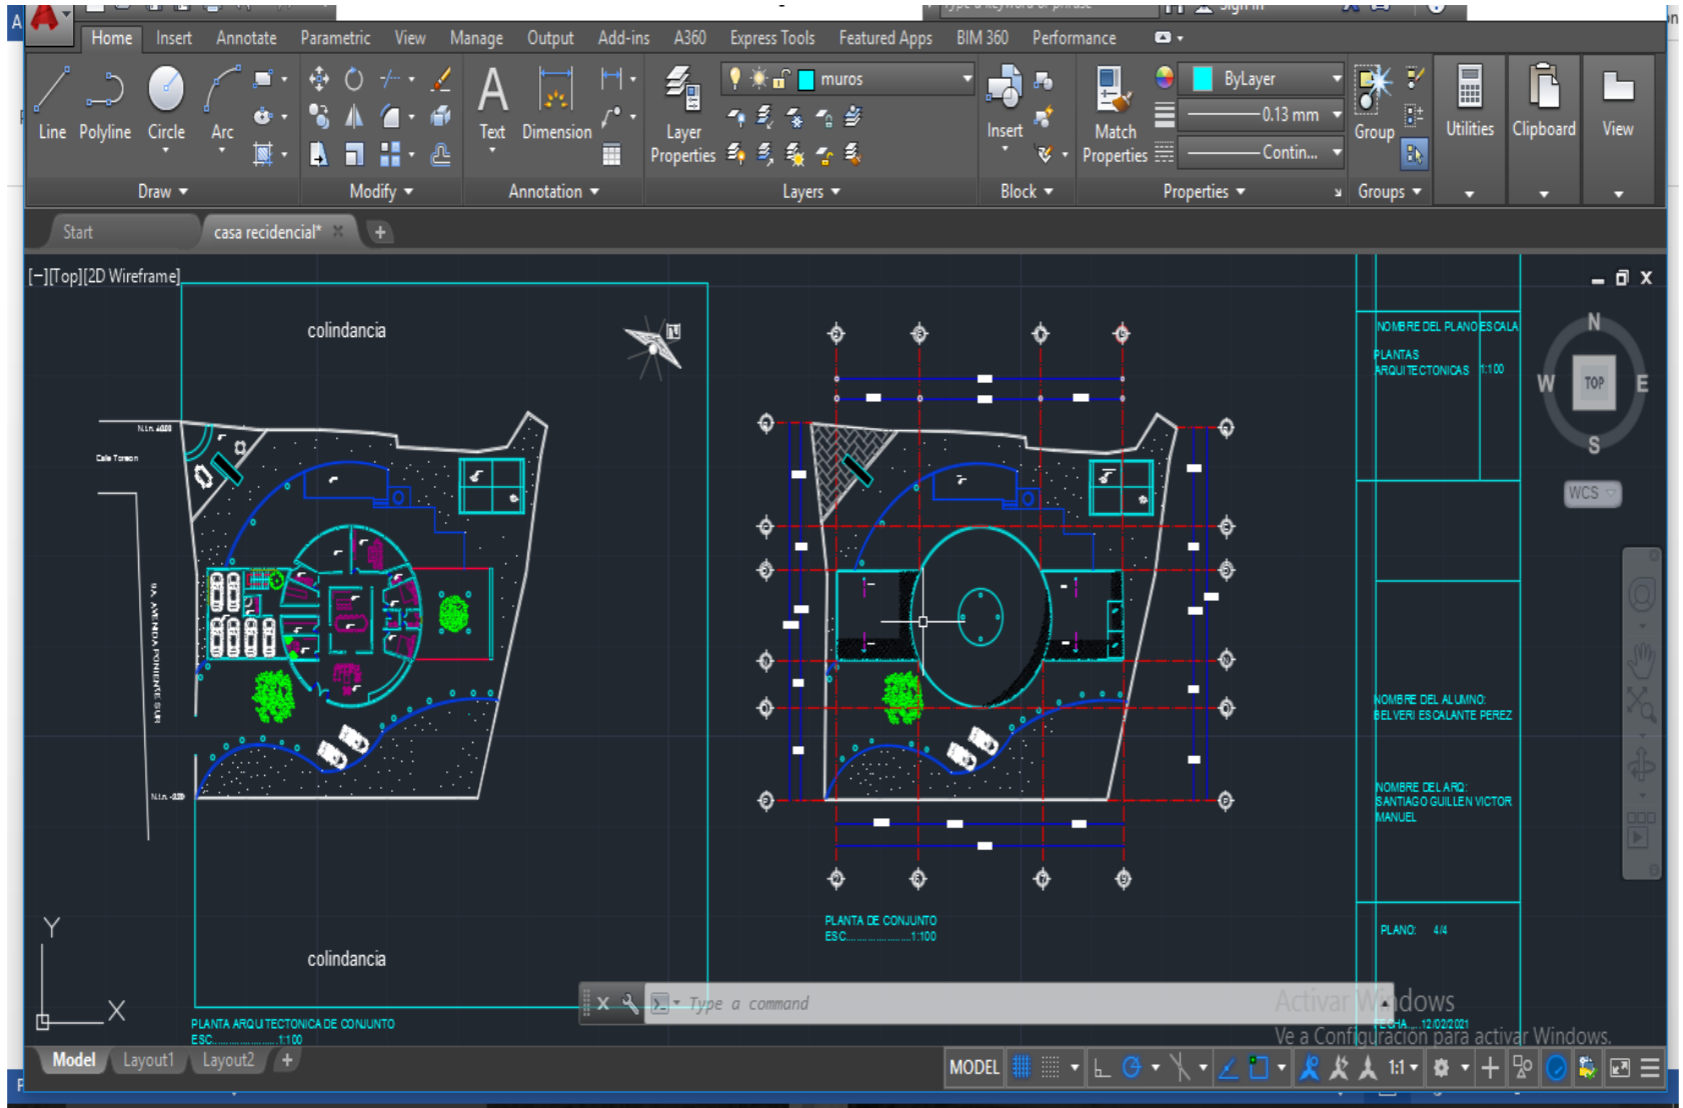 Home Insert Annotate Parametric View Manage Output Add-ins A360 Express Tools Featured Apps BIM 360 Performance
muros
ByLayer
0.13 mm
Contin...
Line Polyline Circle Arc
Text Dimension
Layer
Properties
Insert
Match
Properties
Group
Utilities Clipboard View
Draw Modify Annotation Layers Block Properties Groups
Start casa recidencial*
[−][Top][2D Wireframe]
colindancia
N
W TOP E
S
WCS
NOMBRE DEL PLANO ESCALA
PLANTAS
ARQUITECTONICAS 1:100
NOMBRE DEL ALUMNO:
BELVERI ESCALANTE PEREZ
NOMBRE DEL ARQ:
SANTIAGO GUILLEN VICTOR
MANUEL
PLANTA DE CONJUNTO
ESC....................1:100
PLANO: 4/4
colindancia
Y
X
Type a command
PLANTA ARQUITECTONICA DE CONJUNTO
ESC....................1:100
Activar Windows
FECHA....12/02/2021
Ve a Configuración para activar Windows.
Model Layout1 Layout2
MODEL
1:1